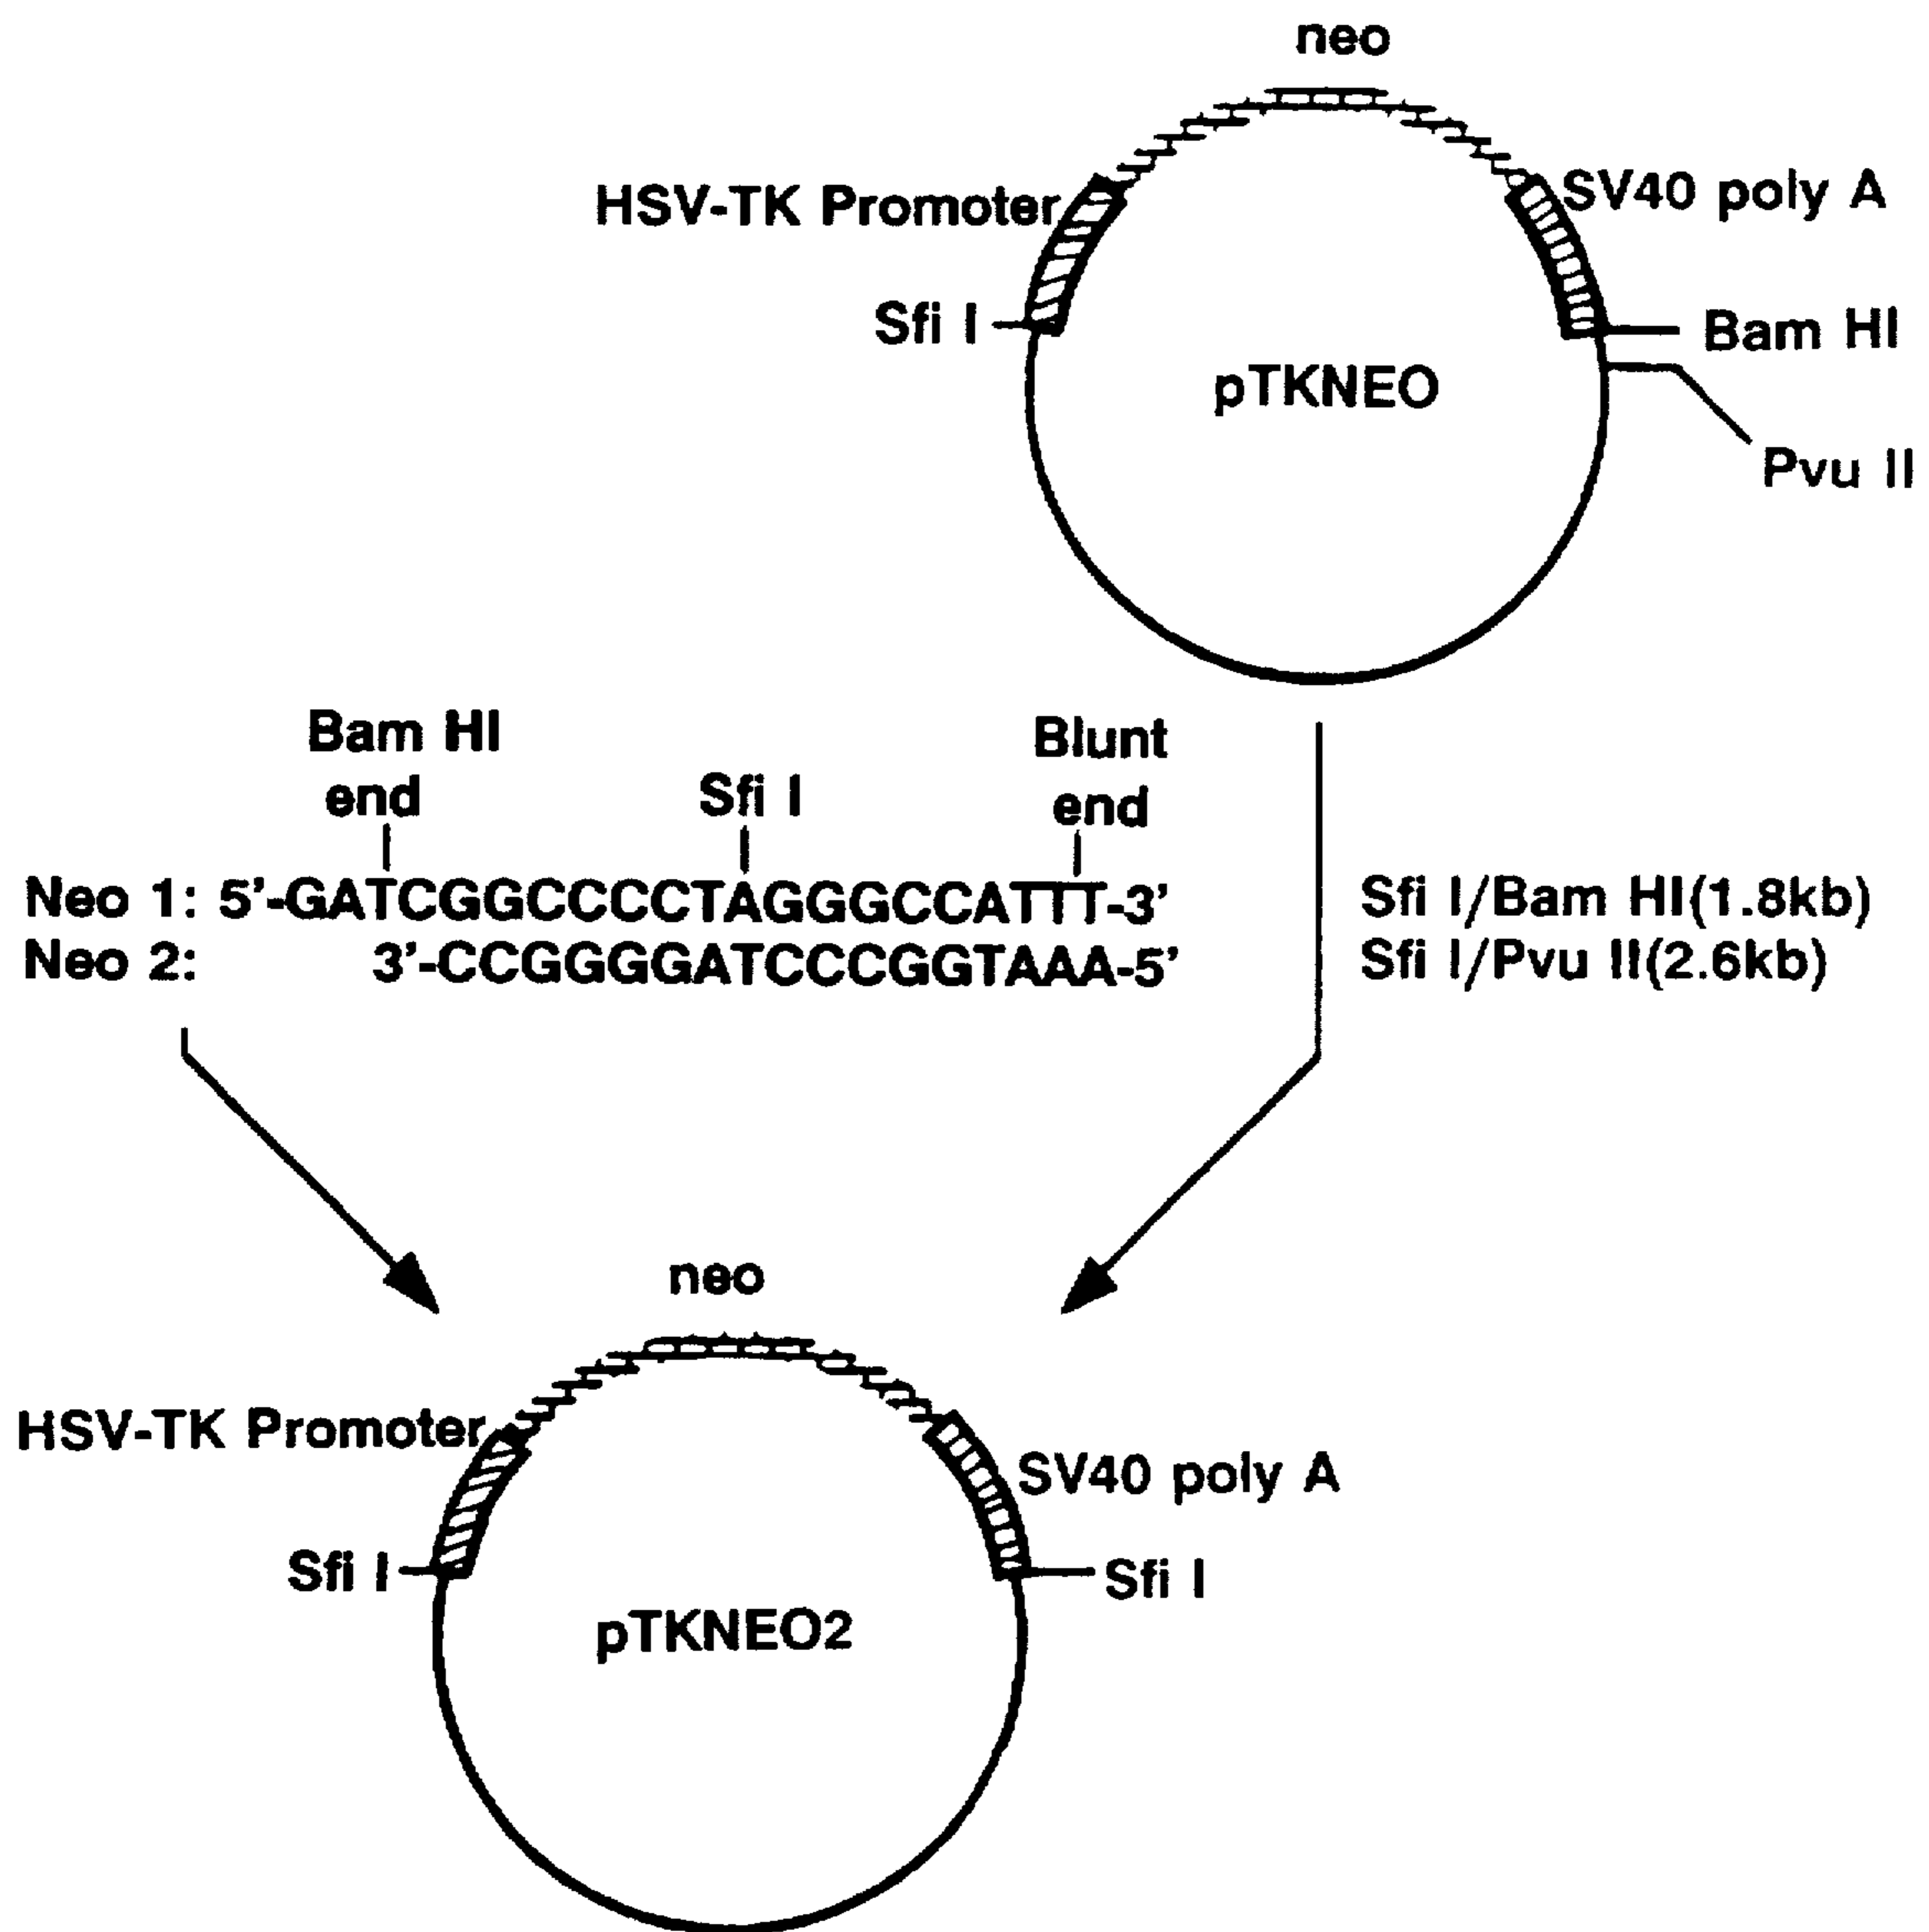 neo
HSV-TK Promoter
SV40 poly A
Sfi I
Bam HI
pTKNEO
Pvu II
Bam HI
end
Sfi I
Blunt
end
Neo 1: 5'-GATCGGCCCCTAGGGCCATTT-3'
Neo 2: 3'-CCGGGGATCCCGGTAAA-5'
Sfi I/Bam HI(1.8kb)
Sfi I/Pvu II(2.6kb)
neo
HSV-TK Promoter
SV40 poly A
Sfi I
Sfi I
pTKNEO2